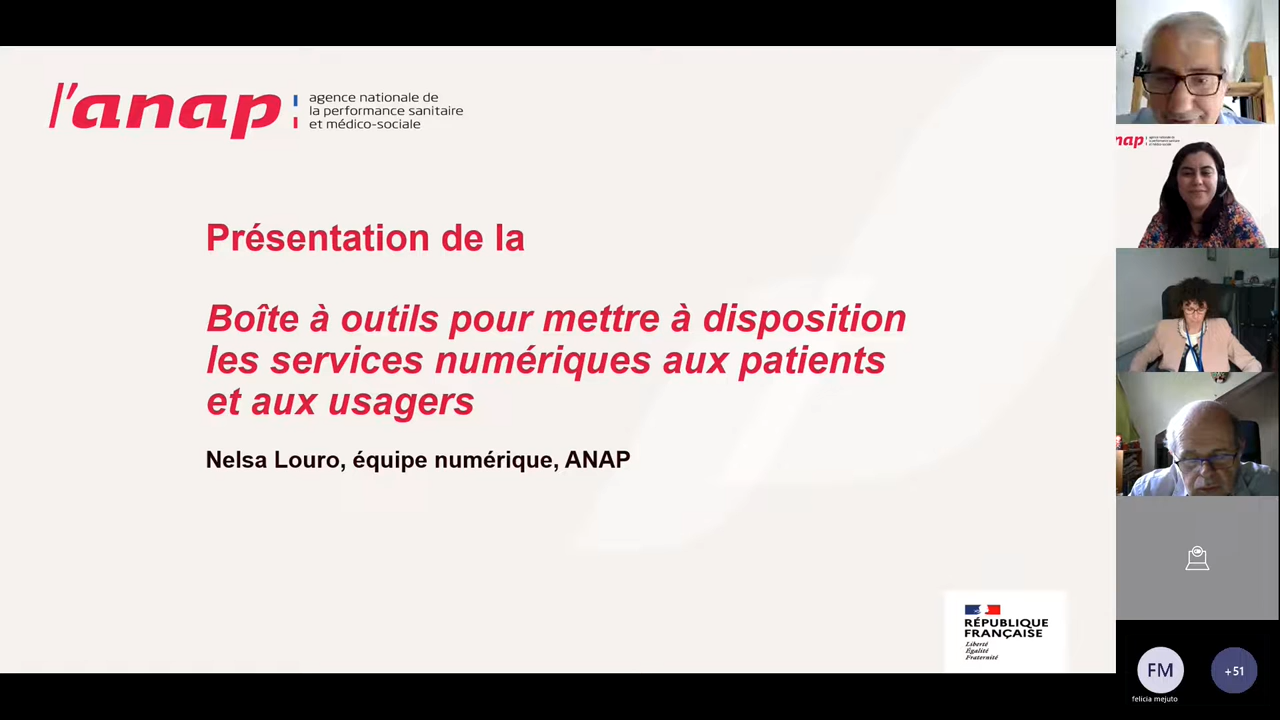 l'anap
agence nationale de
la performance sanitaire
et médico-sociale
Présentation de la
Boîte à outils pour mettre à disposition
les services numériques aux patients
et aux usagers
Nelsa Louro, équipe numérique, ANAP
RÉPUBLIQUE
FRANÇAISE
Liberté
Égalité
Fraternité
nap
FM
+51
felicia mejuto